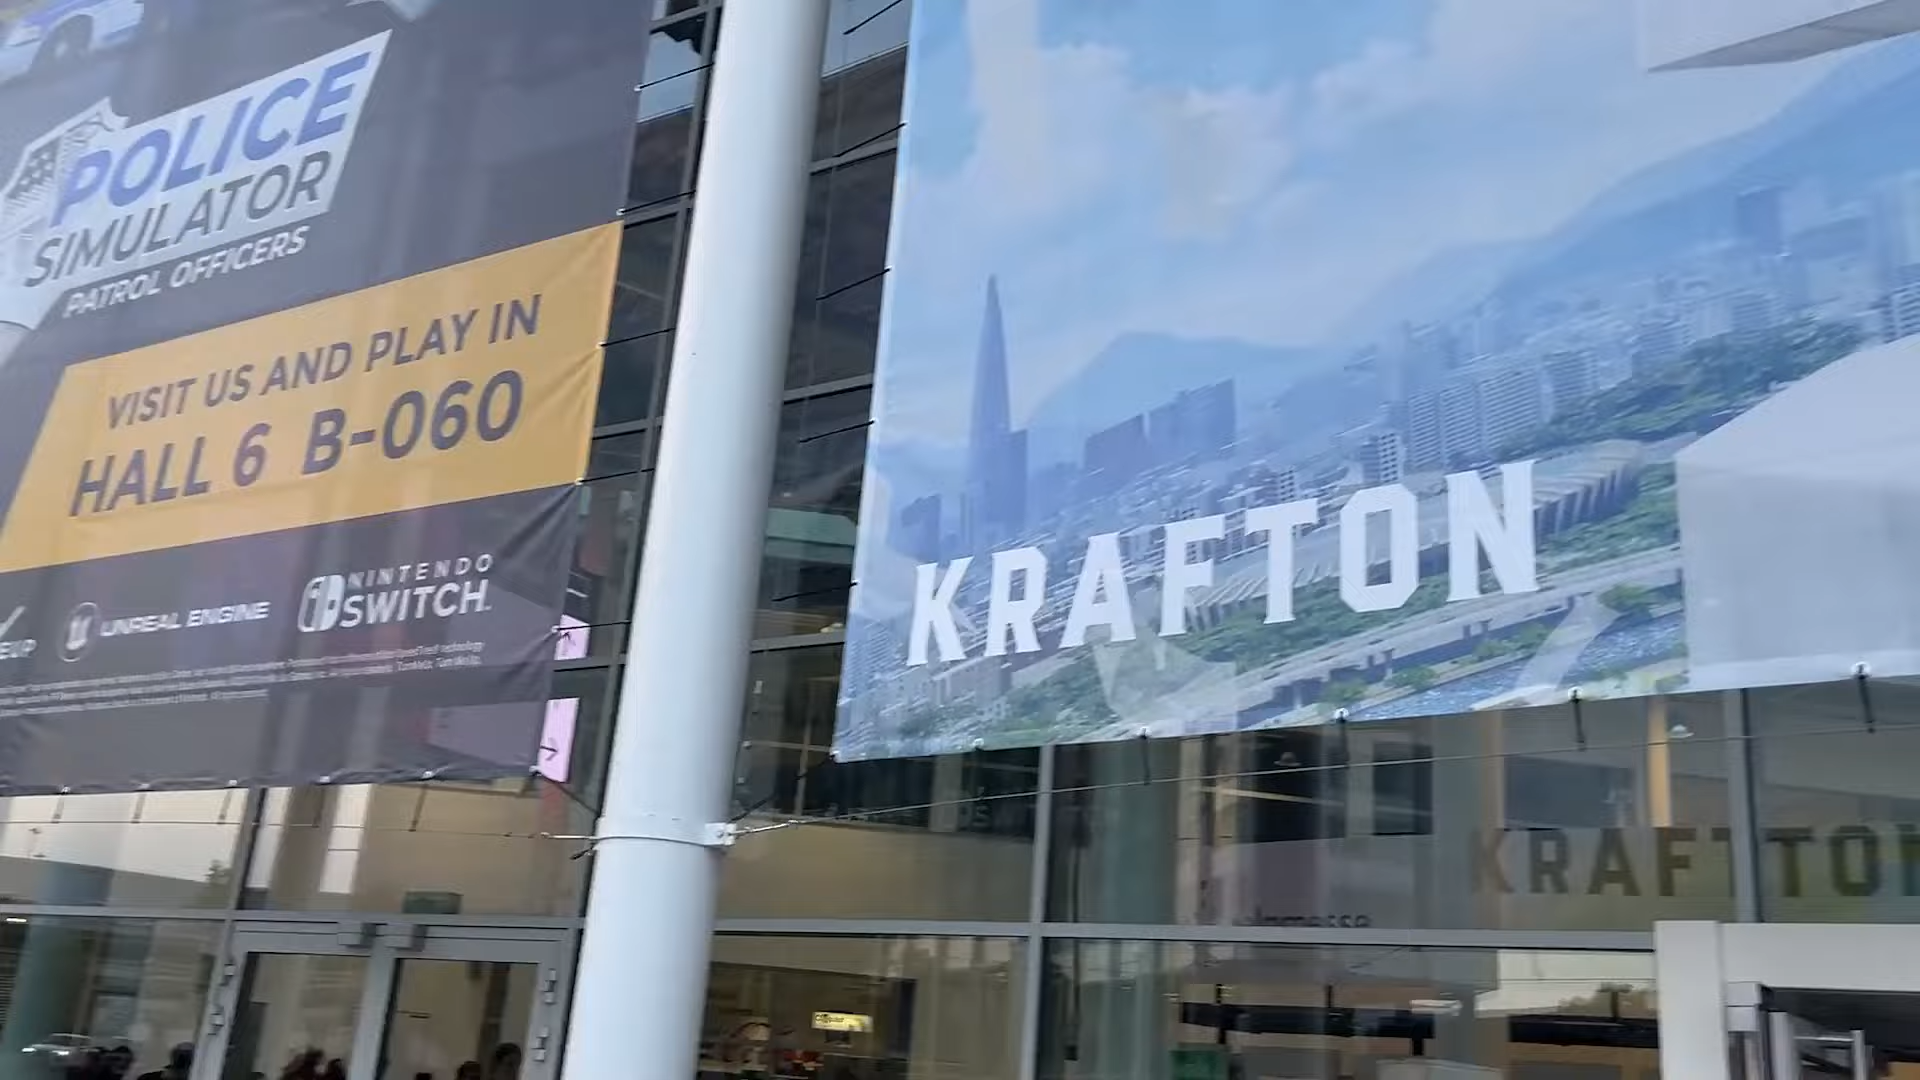 POLICE
SIMULATOR
PATROL OFFICERS
VISIT US AND PLAY IN
HALL 6 B-060
UNREAL ENGINE
NINTENDO
SWITCH
KRAFTON
KRAFTON